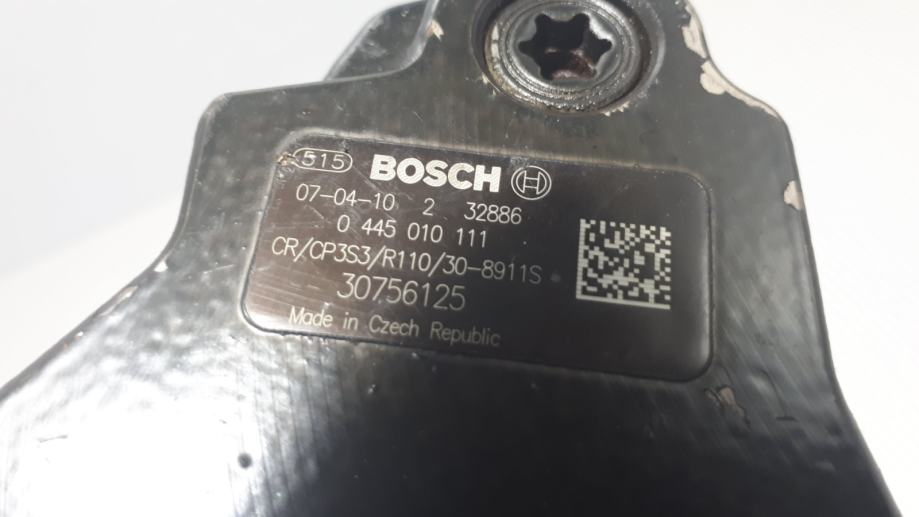 515 BOSCH
07-04-10 2 32886
0 445 010 111
CR/CP3S3/R110/30-8911S
30756125
Made in Czech Republic